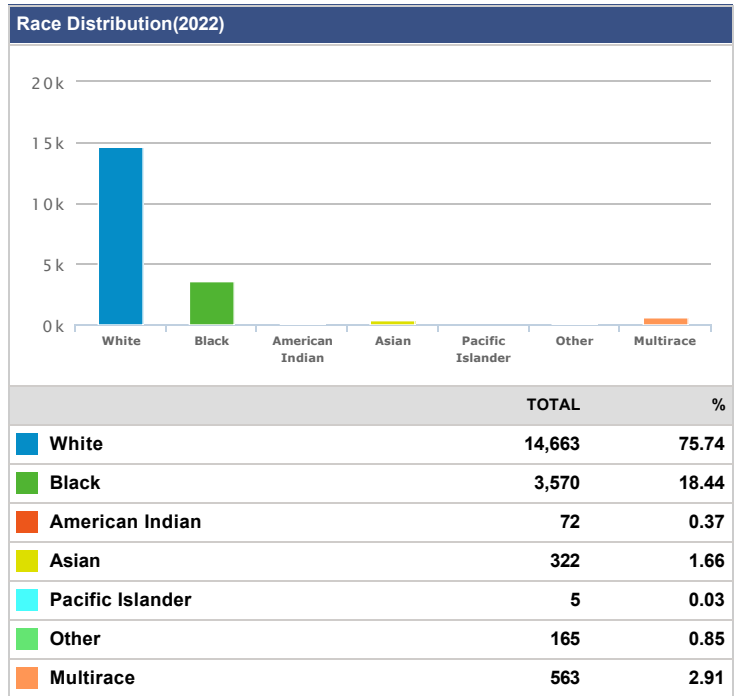 Race Distribution(2022)
20k
15k
10k
5k
0k
White Black American Indian Asian Pacific Islander Other Multirace
TOTAL %
White 14,663 75.74
Black 3,570 18.44
American Indian 72 0.37
Asian 322 1.66
Pacific Islander 5 0.03
Other 165 0.85
Multirace 563 2.91